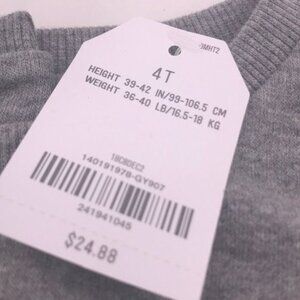 4T
HEIGHT 39-42 IN/99-106.5 CM
WEIGHT 36-40 LB/16.5-18 KG
140191978-GY907
241941045
$24.88